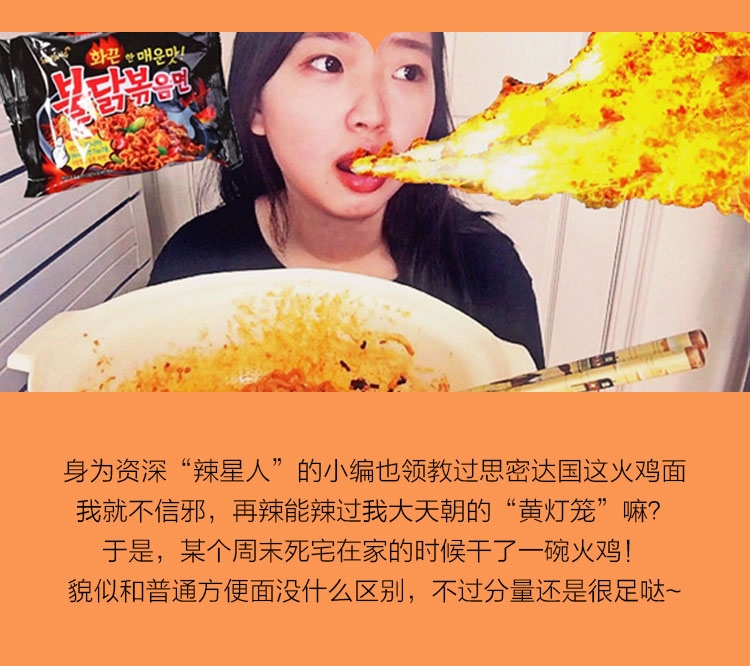 화끈한 매운맛!
불닭볶음면
身为资深“辣星人”的小编也领教过思密达国这火鸡面
我就不信邪，再辣能辣过我大天朝的“黄灯笼”嘛？
于是，某个周末死宅在家的时候干了一碗火鸡！
貌似和普通方便面没什么区别，不过分量还是很足哒~